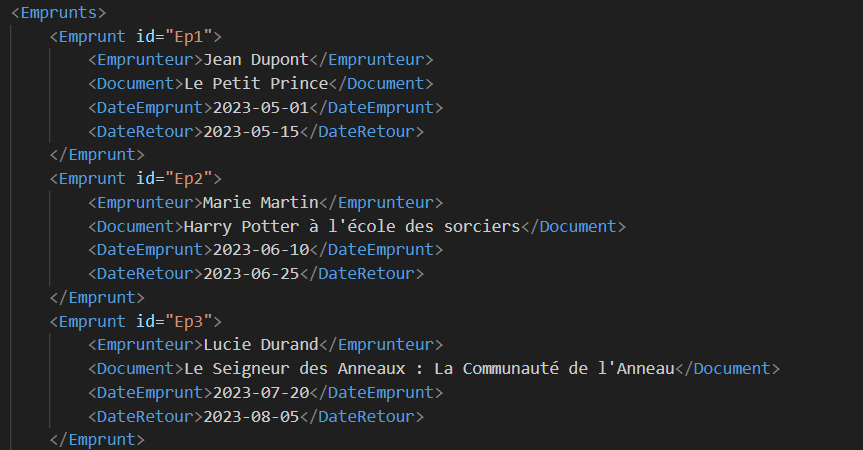 <Emprunts>
<Emprunt id="Ep1">
<Emprunteur>Jean Dupont</Emprunteur>
<Document>Le Petit Prince</Document>
<DateEmprunt>2023-05-01</DateEmprunt>
<DateRetour>2023-05-15</DateRetour>
</Emprunt>
<Emprunt id="Ep2">
<Emprunteur>Marie Martin</Emprunteur>
<Document>Harry Potter à l'école des sorciers</Document>
<DateEmprunt>2023-06-10</DateEmprunt>
<DateRetour>2023-06-25</DateRetour>
</Emprunt>
<Emprunt id="Ep3">
<Emprunteur>Lucie Durand</Emprunteur>
<Document>Le Seigneur des Anneaux : La Communauté de l'Anneau</Document>
<DateEmprunt>2023-07-20</DateEmprunt>
<DateRetour>2023-08-05</DateRetour>
</Emprunt>